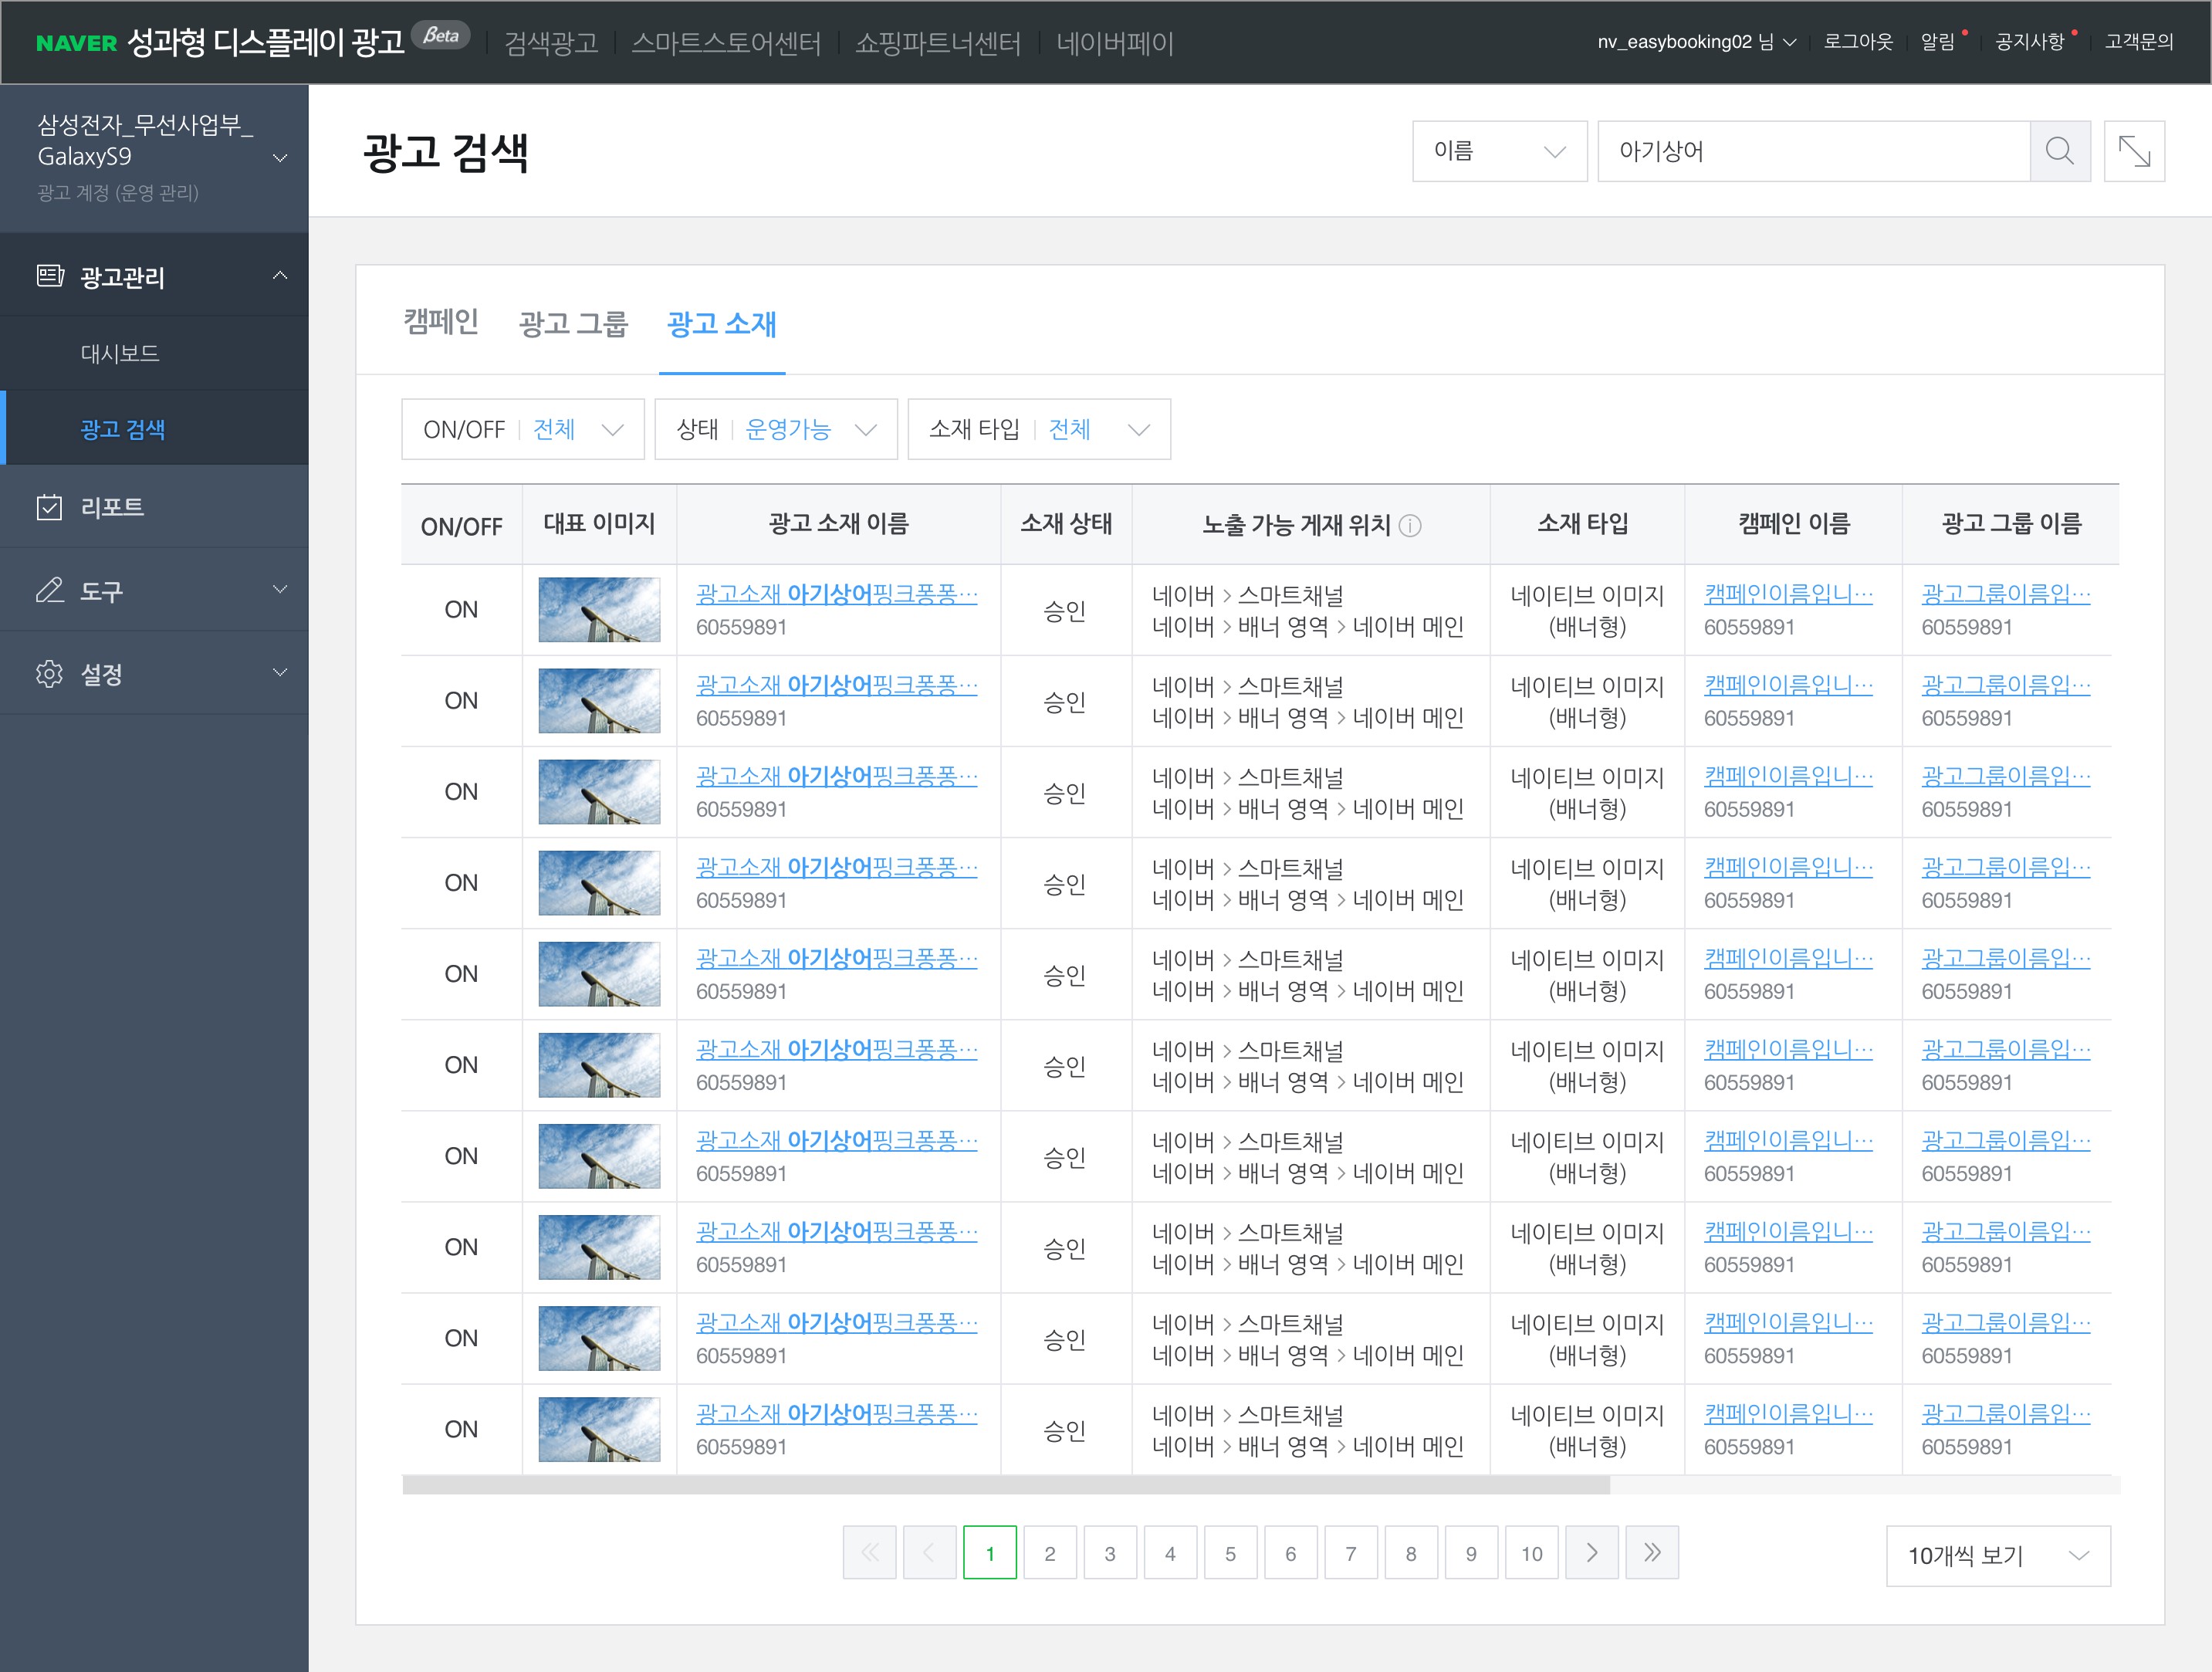 NAVER 성과형 디스플레이 광고 Beta 검색광고 스마트스토어센터 쇼핑파트너센터 네이버페이 nv_easybooking02 님 로그아웃 알림 공지사항 고객문의
삼성전자_무선사업부_
GalaxyS9
광고 계정 (운영 관리)
광고관리
대시보드
광고 검색
리포트
도구
설정
광고 검색 이름 아기상어
캠페인 광고 그룹 광고 소재
ON/OFF 전체 상태 운영가능 소재 타입 전체
ON/OFF 대표 이미지 광고 소재 이름 소재 상태 노출 가능 게재 위치 소재 타입 캠페인 이름 광고 그룹 이름
ON 광고소재 아기상어핑크퐁퐁… 승인 네이버 > 스마트채널 네이티브 이미지 캠페인이름입니… 광고그룹이름입…
60559891 네이버 > 배너 영역 > 네이버 메인 (배너형) 60559891 60559891
ON 광고소재 아기상어핑크퐁퐁… 승인 네이버 > 스마트채널 네이티브 이미지 캠페인이름입니… 광고그룹이름입…
60559891 네이버 > 배너 영역 > 네이버 메인 (배너형) 60559891 60559891
ON 광고소재 아기상어핑크퐁퐁… 승인 네이버 > 스마트채널 네이티브 이미지 캠페인이름입니… 광고그룹이름입…
60559891 네이버 > 배너 영역 > 네이버 메인 (배너형) 60559891 60559891
ON 광고소재 아기상어핑크퐁퐁… 승인 네이버 > 스마트채널 네이티브 이미지 캠페인이름입니… 광고그룹이름입…
60559891 네이버 > 배너 영역 > 네이버 메인 (배너형) 60559891 60559891
ON 광고소재 아기상어핑크퐁퐁… 승인 네이버 > 스마트채널 네이티브 이미지 캠페인이름입니… 광고그룹이름입…
60559891 네이버 > 배너 영역 > 네이버 메인 (배너형) 60559891 60559891
ON 광고소재 아기상어핑크퐁퐁… 승인 네이버 > 스마트채널 네이티브 이미지 캠페인이름입니… 광고그룹이름입…
60559891 네이버 > 배너 영역 > 네이버 메인 (배너형) 60559891 60559891
ON 광고소재 아기상어핑크퐁퐁… 승인 네이버 > 스마트채널 네이티브 이미지 캠페인이름입니… 광고그룹이름입…
60559891 네이버 > 배너 영역 > 네이버 메인 (배너형) 60559891 60559891
ON 광고소재 아기상어핑크퐁퐁… 승인 네이버 > 스마트채널 네이티브 이미지 캠페인이름입니… 광고그룹이름입…
60559891 네이버 > 배너 영역 > 네이버 메인 (배너형) 60559891 60559891
ON 광고소재 아기상어핑크퐁퐁… 승인 네이버 > 스마트채널 네이티브 이미지 캠페인이름입니… 광고그룹이름입…
60559891 네이버 > 배너 영역 > 네이버 메인 (배너형) 60559891 60559891
ON 광고소재 아기상어핑크퐁퐁… 승인 네이버 > 스마트채널 네이티브 이미지 캠페인이름입니… 광고그룹이름입…
60559891 네이버 > 배너 영역 > 네이버 메인 (배너형) 60559891 60559891
1 2 3 4 5 6 7 8 9 10 10개씩 보기